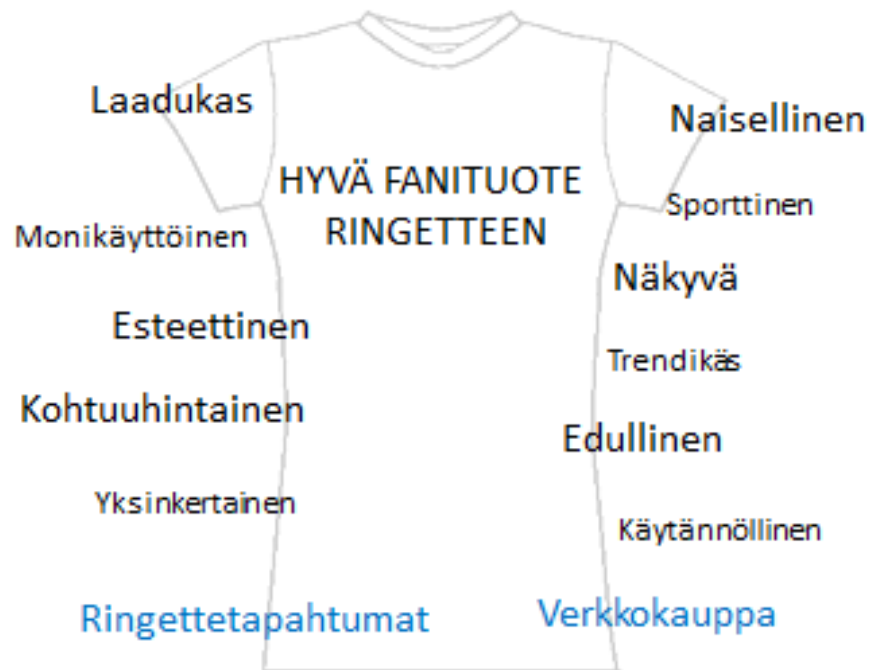 Laadukas
Naisellinen
HYVÄ FANITUOTE
RINGETTEEN
Sporttinen
Monikäyttöinen
Näkyvä
Esteettinen
Trendikäs
Kohtuuhintainen
Edullinen
Yksinkertainen
Käytännöllinen
Ringettetapahtumat
Verkkokauppa